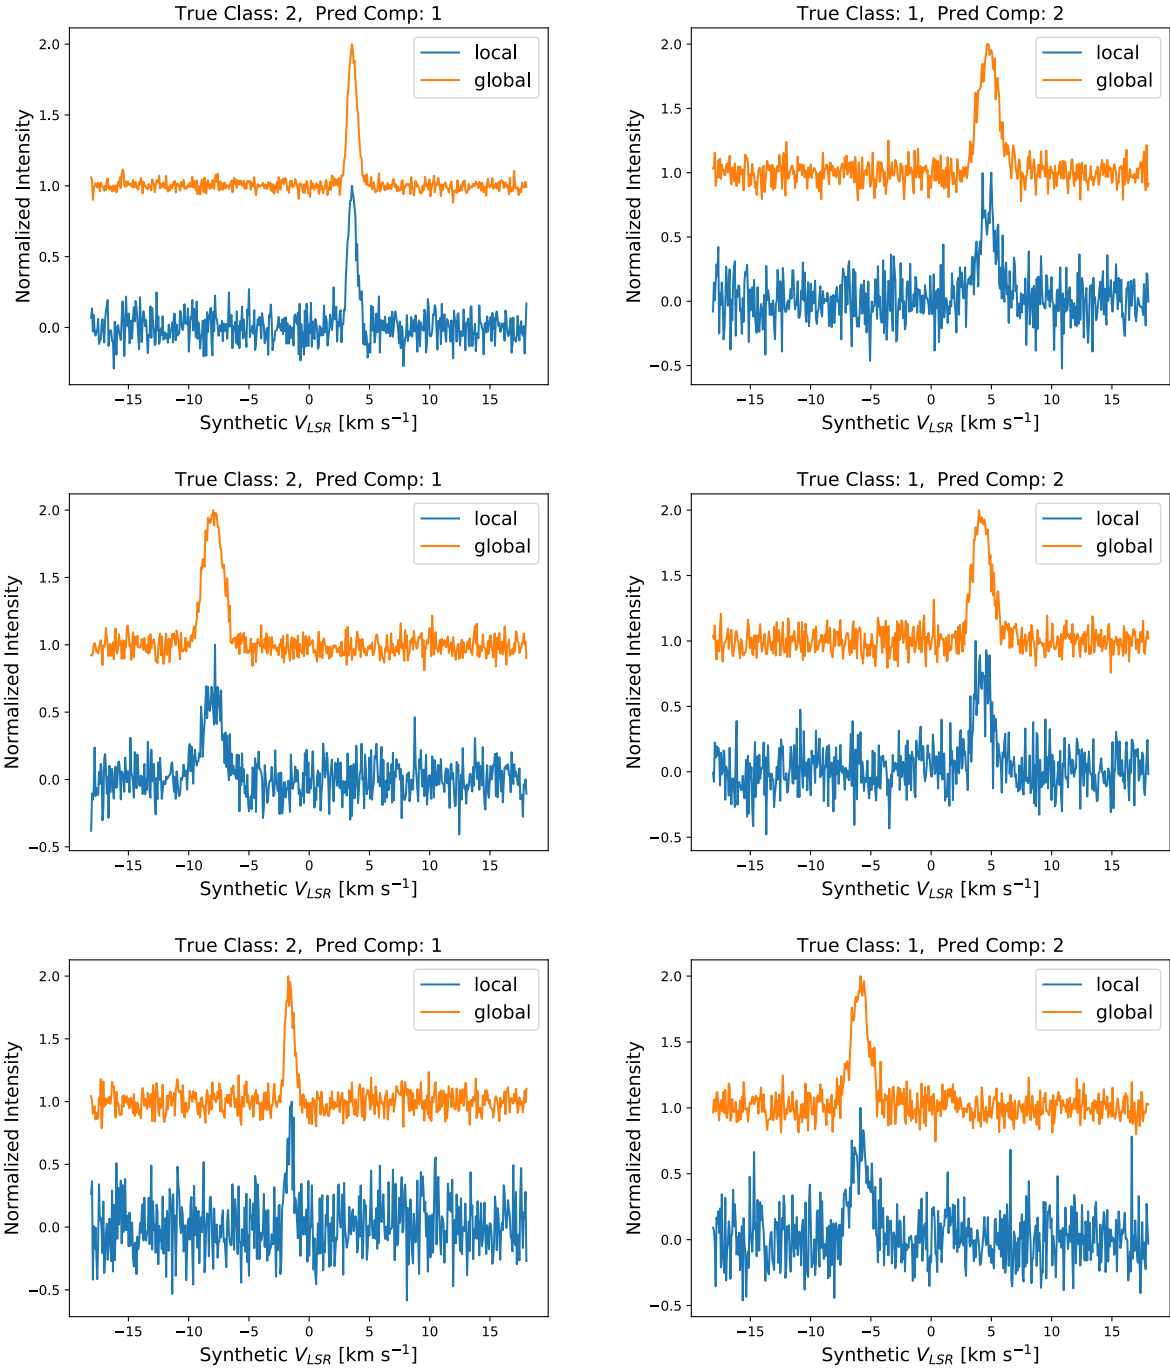 True Class: 2,  Pred Comp: 1
local
global
Normalized Intensity
2.0
1.5
1.0
0.5
0.0
−15 −10 −5 0 5 10 15
Synthetic V_LSR [km s⁻¹]
True Class: 1,  Pred Comp: 2
local
global
Normalized Intensity
2.0
1.5
1.0
0.5
0.0
−0.5
−15 −10 −5 0 5 10 15
Synthetic V_LSR [km s⁻¹]
True Class: 2,  Pred Comp: 1
local
global
Normalized Intensity
2.0
1.5
1.0
0.5
0.0
−0.5
−15 −10 −5 0 5 10 15
Synthetic V_LSR [km s⁻¹]
True Class: 1,  Pred Comp: 2
local
global
Normalized Intensity
2.0
1.5
1.0
0.5
0.0
−0.5
−15 −10 −5 0 5 10 15
Synthetic V_LSR [km s⁻¹]
True Class: 2,  Pred Comp: 1
local
global
Normalized Intensity
2.0
1.5
1.0
0.5
0.0
−0.5
−15 −10 −5 0 5 10 15
Synthetic V_LSR [km s⁻¹]
True Class: 1,  Pred Comp: 2
local
global
Normalized Intensity
2.0
1.5
1.0
0.5
0.0
−0.5
−15 −10 −5 0 5 10 15
Synthetic V_LSR [km s⁻¹]